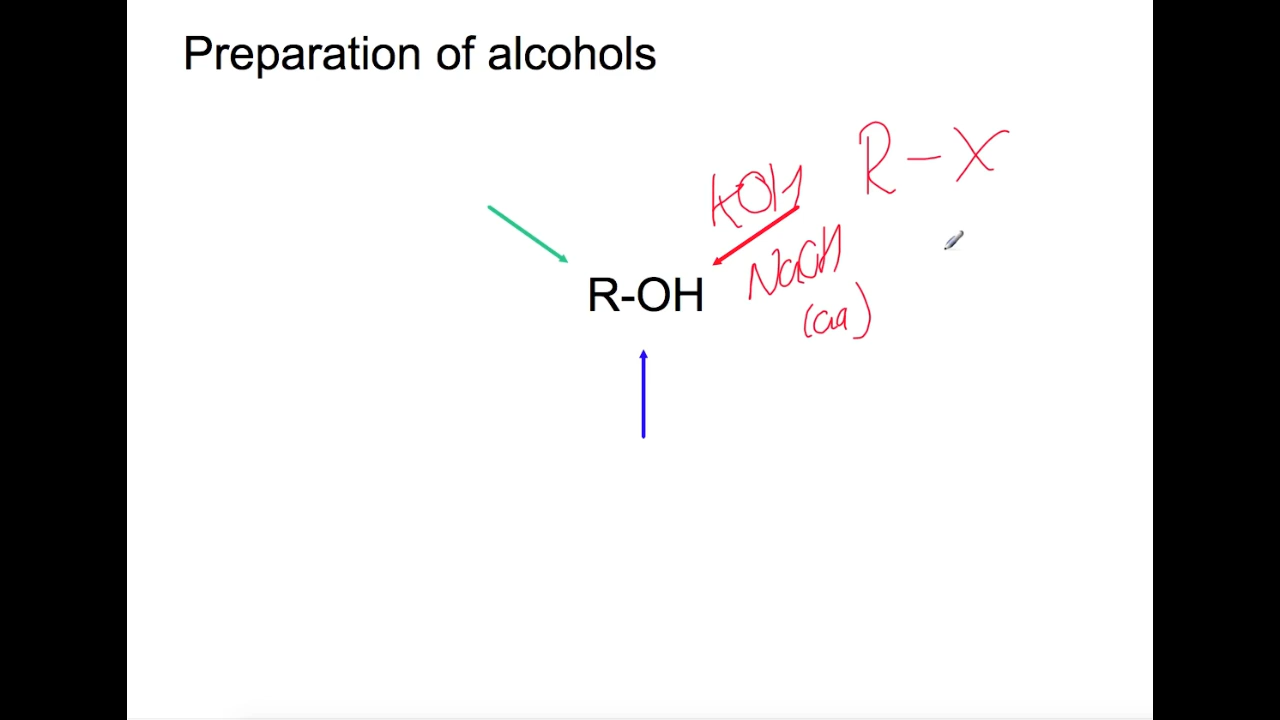 Preparation of alcohols
R-X
KOH
NaOH
(aq)
R-OH